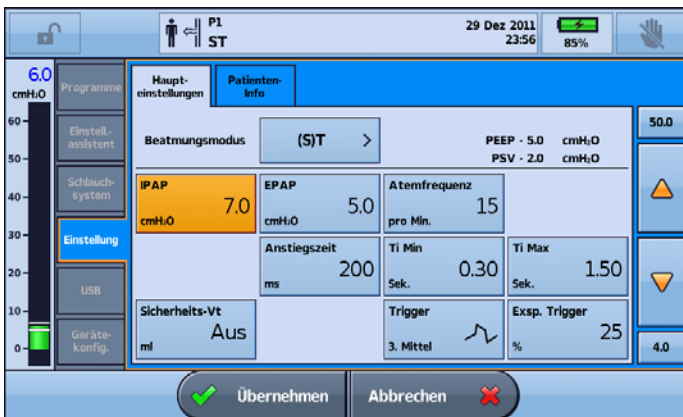 P1
ST
29 Dez 2011
23:56
85%
6.0
cmH₂O
60
50
40
30
20
10
0
Programme
Einstell.-
assistent
Schlauch-
system
Einstellung
USB
Geräte-
konfig.
Haupt-
einstellungen
Patienten-
Info
Beatmungsmodus
(S)T >
PEEP - 5.0 cmH₂O
PSV - 2.0 cmH₂O
IPAP
7.0
cmH₂O
EPAP
5.0
cmH₂O
Atemfrequenz
15
pro Min.
Anstiegszeit
200
ms
Ti Min
0.30
Sek.
Ti Max
1.50
Sek.
Sicherheits-Vt
Aus
ml
Trigger
3. Mittel
Exsp. Trigger
25
%
50.0
4.0
Übernehmen
Abbrechen